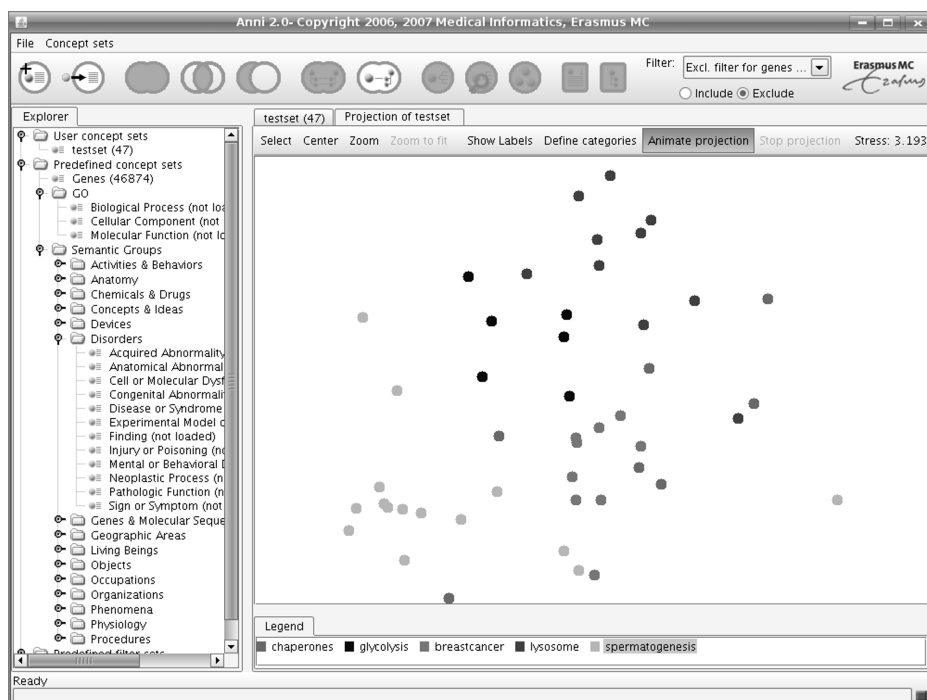 Anni 2.0- Copyright 2006, 2007 Medical Informatics, Erasmus MC
File Concept sets
Filter: Excl. filter for genes ...
Include Exclude
Erasmus MC
Erasmus
Explorer
User concept sets
testset (47)
Predefined concept sets
Genes (46874)
GO
Biological Process (not loa
Cellular Component (not
Molecular Function (not lo
Semantic Groups
Activities & Behaviors
Anatomy
Chemicals & Drugs
Concepts & Ideas
Devices
Disorders
Acquired Abnormality
Anatomical Abnormal
Cell or Molecular Dysf
Congenital Abnormali
Disease or Syndrome
Experimental Model o
Finding (not loaded)
Injury or Poisoning (no
Mental or Behavioral D
Neoplastic Process (n
Pathologic Function (n
Sign or Symptom (not
Genes & Molecular Seque
Geographic Areas
Living Beings
Objects
Occupations
Organizations
Phenomena
Physiology
Procedures
Predefined filter sets
testset (47) Projection of testset
Select Center Zoom Zoom to fit Show Labels Define categories Animate projection Stop projection Stress: 3.193
Legend
chaperones glycolysis breastcancer lysosome spermatogenesis
Ready